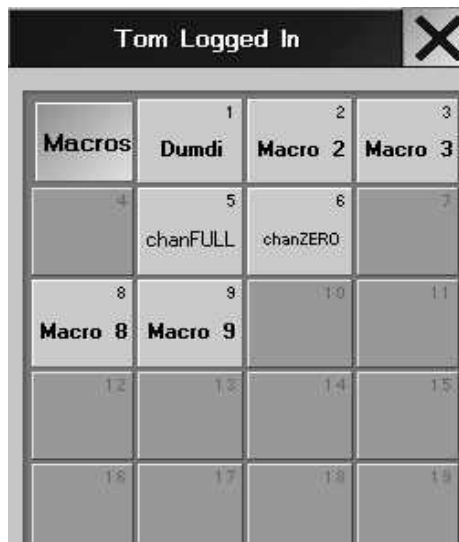 Tom Logged In
1 2 3
Macros Dumdi Macro 2 Macro 3
4 5 6 7
chanFULL chanZERO
8 9 10 11
Macro 8 Macro 9
12 13 14 15
16 17 18 19